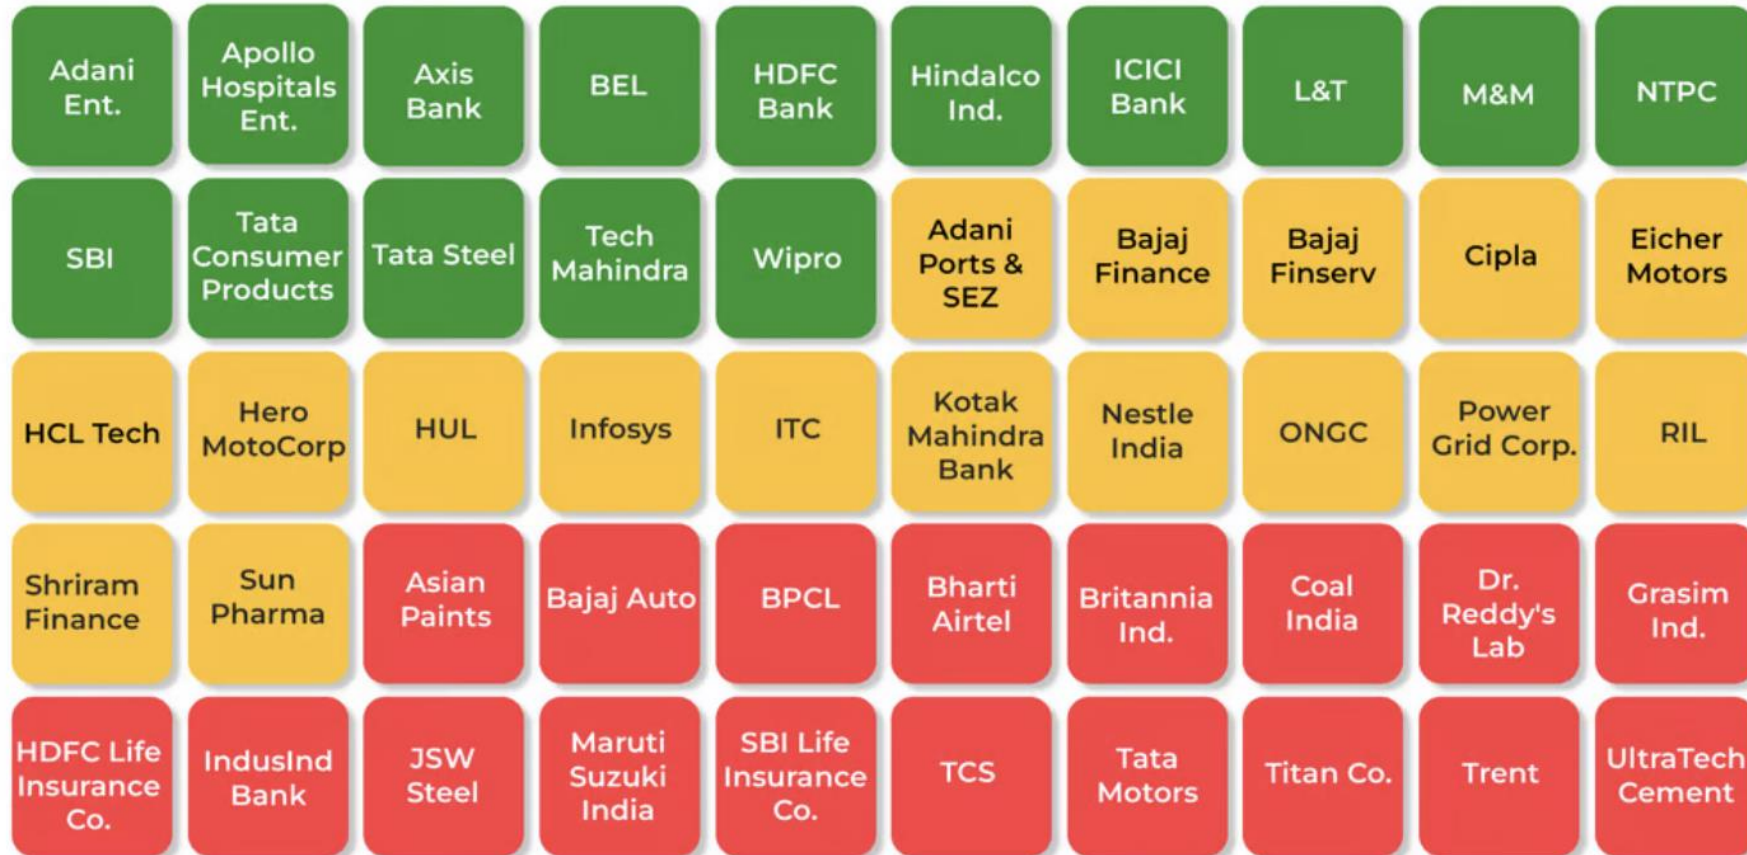 Adani
Ent.
Apollo
Hospitals
Ent.
Axis
Bank
BEL
HDFC
Bank
Hindalco
Ind.
ICICI
Bank
L&T
M&M
NTPC
SBI
Tata
Consumer
Products
Tata Steel
Tech
Mahindra
Wipro
Adani
Ports &
SEZ
Bajaj
Finance
Bajaj
Finserv
Cipla
Eicher
Motors
HCL Tech
Hero
MotoCorp
HUL
Infosys
ITC
Kotak
Mahindra
Bank
Nestle
India
ONGC
Power
Grid Corp.
RIL
Shriram
Finance
Sun
Pharma
Asian
Paints
Bajaj Auto
BPCL
Bharti
Airtel
Britannia
Ind.
Coal
India
Dr.
Reddy's
Lab
Grasim
Ind.
HDFC Life
Insurance
Co.
IndusInd
Bank
JSW
Steel
Maruti
Suzuki
India
SBI Life
Insurance
Co.
TCS
Tata
Motors
Titan Co.
Trent
UltraTech
Cement